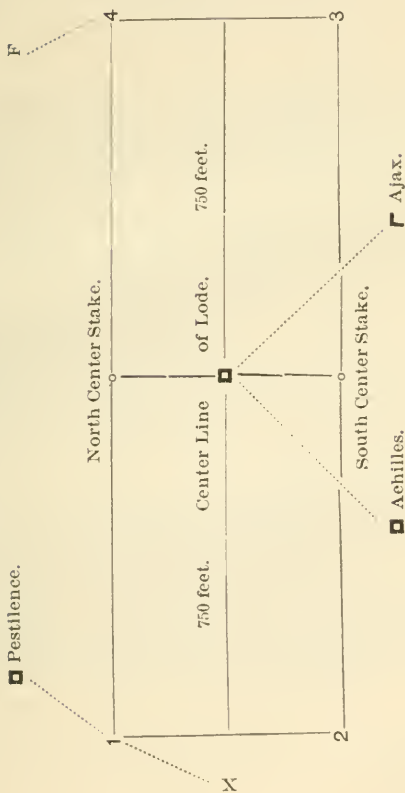 Pestilence. F
1 North Center Stake. 4
X
750 feet. Center Line of Lode. 750 feet.
2 South Center Stake. 3
Achilles. Ajax.